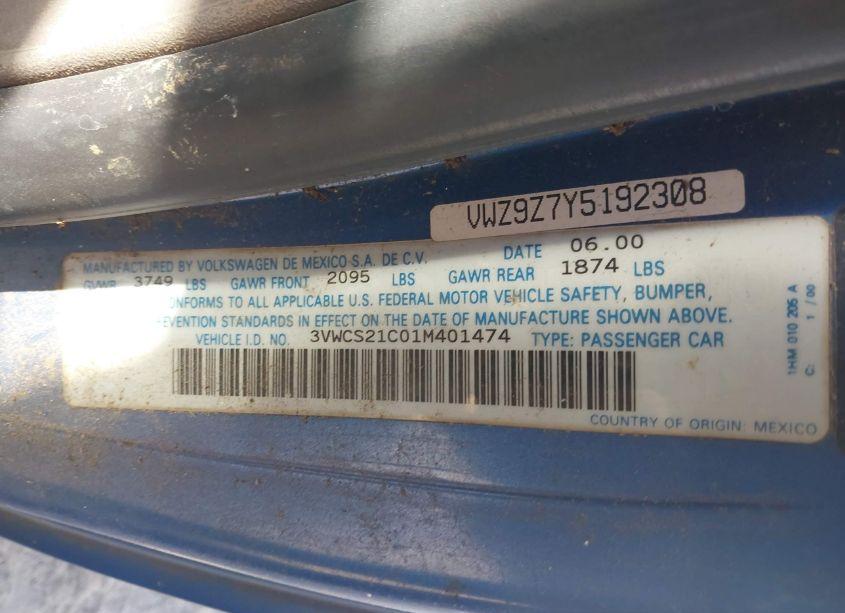 VWZ9Z7Y5192308
MANUFACTURED BY VOLKSWAGEN DE MEXICO S.A. DE C.V. DATE 06.00
GVWR 3749 LBS GAWR FRONT 2095 LBS GAWR REAR 1874 LBS
CONFORMS TO ALL APPLICABLE U.S. FEDERAL MOTOR VEHICLE SAFETY, BUMPER,
STANDARDS IN EFFECT ON THE DATE OF MANUFACTURE SHOWN ABOVE.
VEHICLE I.D. NO. 3VWCS21C01M401474 TYPE: PASSENGER CAR
COUNTRY OF ORIGIN: MEXICO
1HM 010 205 A
C: 1/00